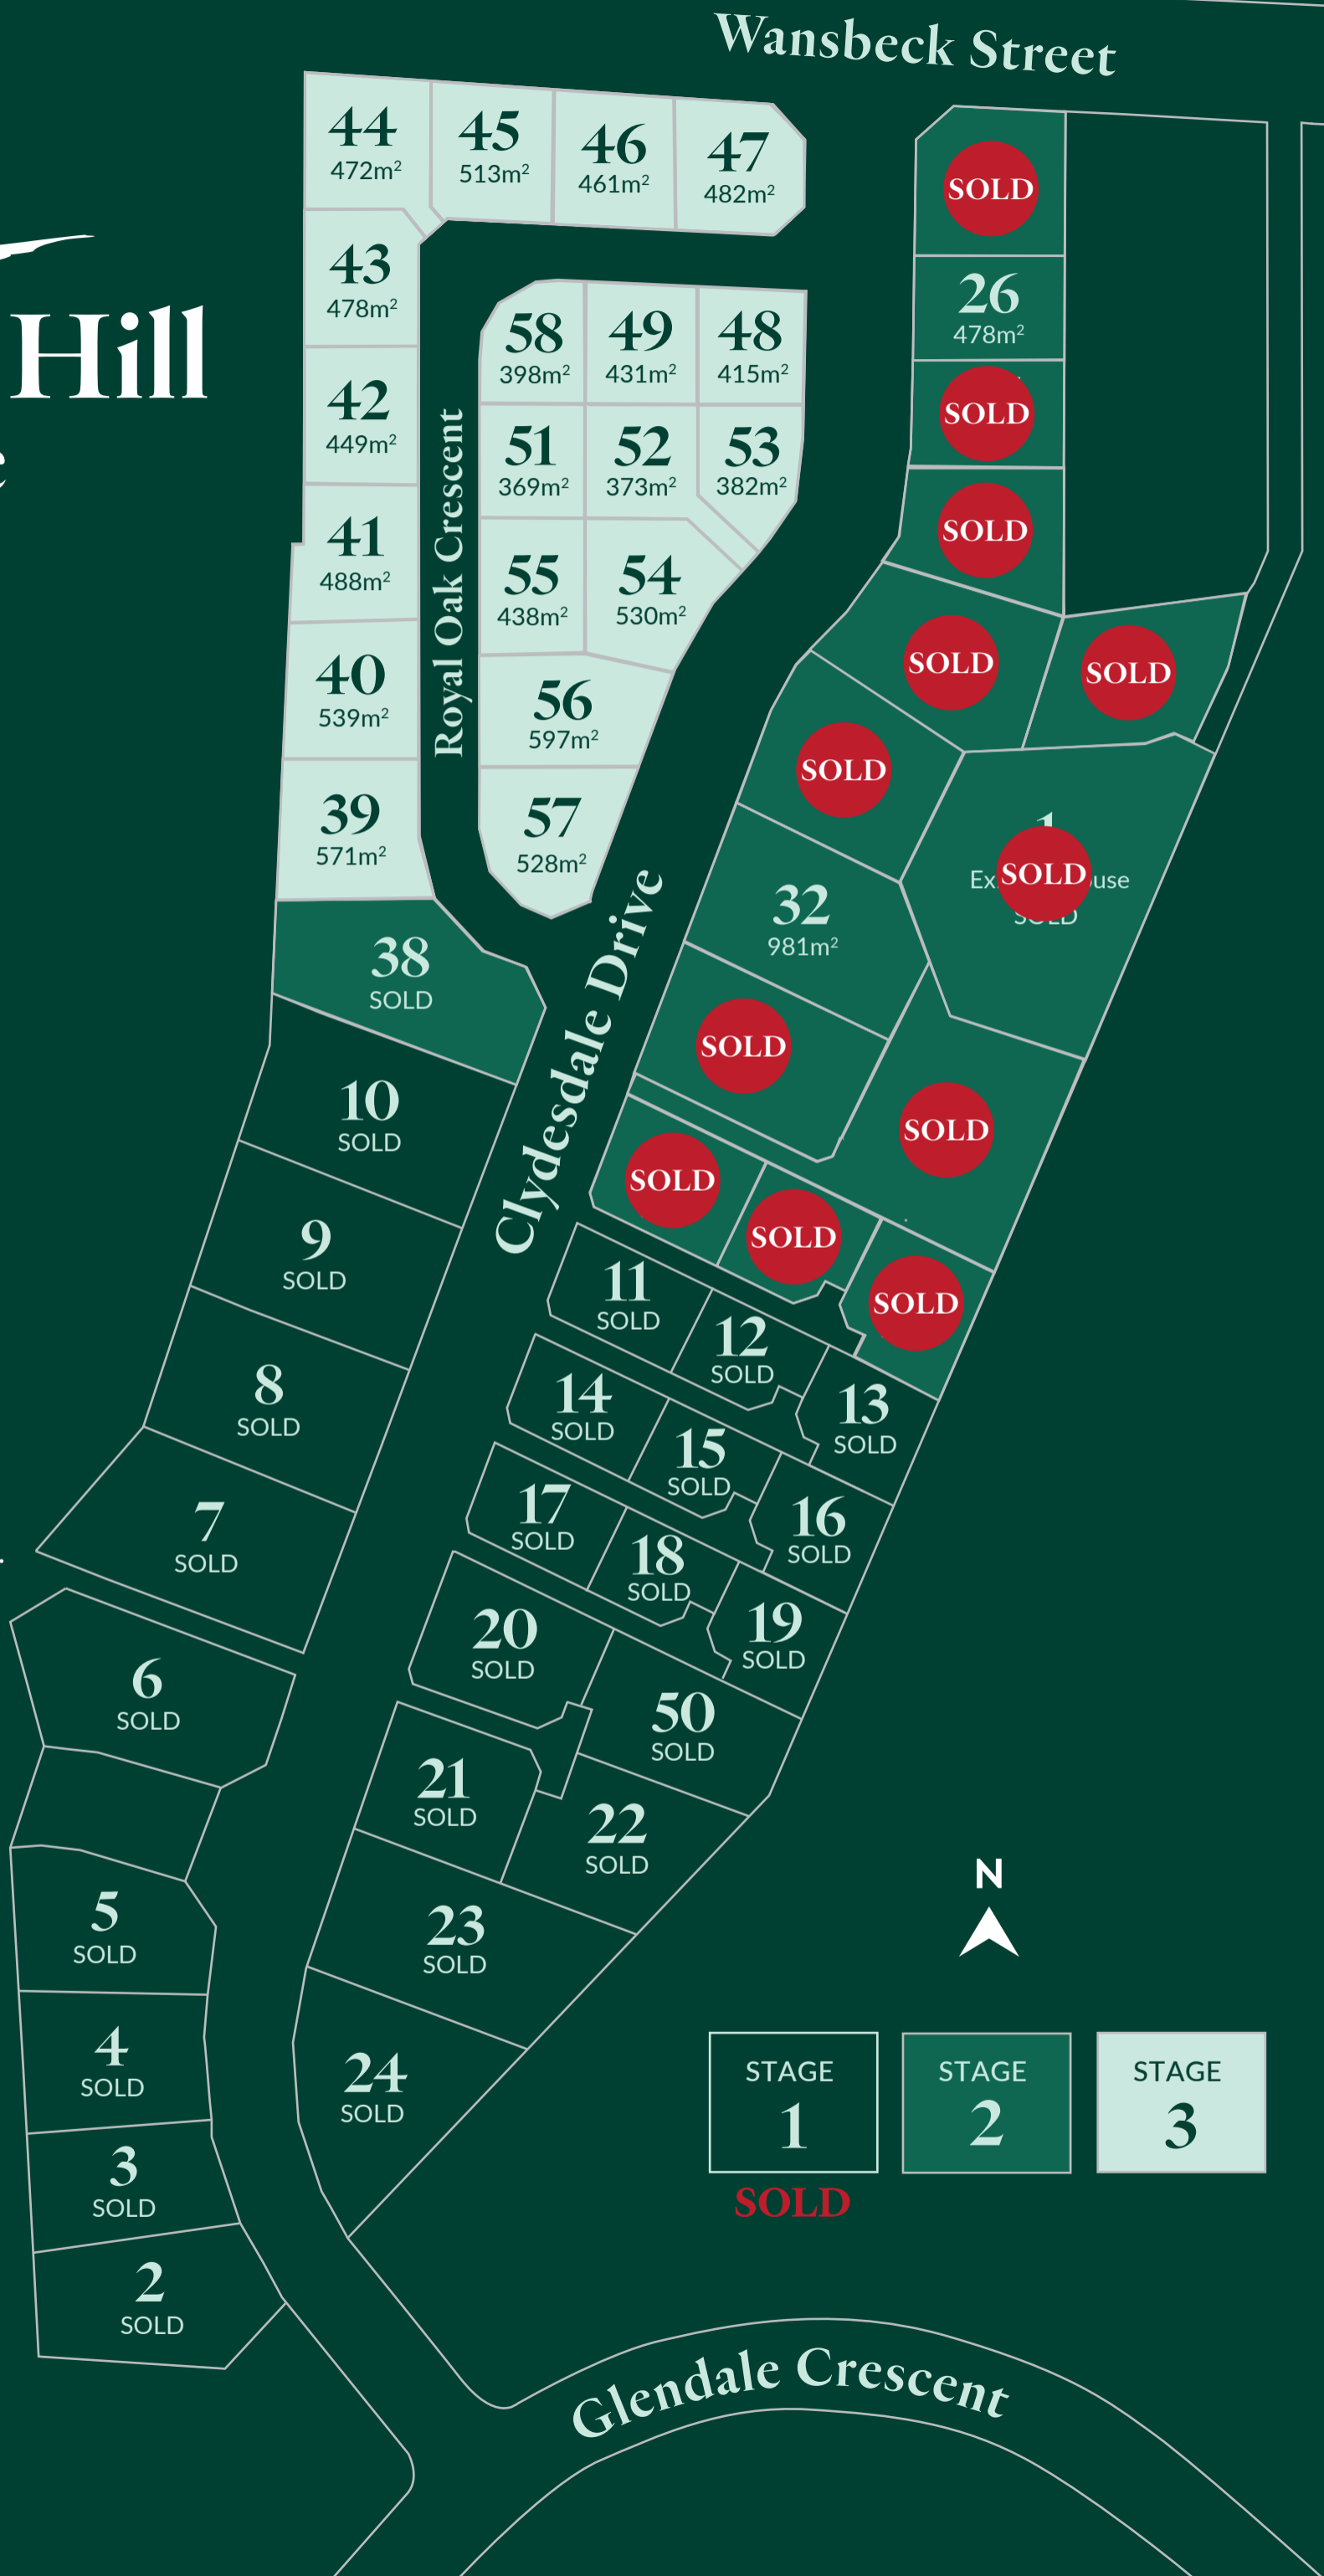 Wansbeck Street
Hill
44
472m²
45
513m²
46
461m²
47
482m²
43
478m²
42
449m²
41
488m²
40
539m²
39
571m²
Royal Oak Crescent
58
398m²
49
431m²
48
415m²
51
369m²
52
373m²
53
382m²
55
438m²
54
530m²
56
597m²
57
528m²
SOLD
26
478m²
SOLD
SOLD
SOLD
SOLD
SOLD
1
SOLD
SOLD
32
981m²
SOLD
SOLD
SOLD
SOLD
SOLD
Clydesdale Drive
38
SOLD
10
SOLD
9
SOLD
8
SOLD
7
SOLD
6
SOLD
5
SOLD
4
SOLD
3
SOLD
2
SOLD
11
SOLD
12
SOLD
13
SOLD
14
SOLD
15
SOLD
16
SOLD
17
SOLD
18
SOLD
19
SOLD
20
SOLD
50
SOLD
21
SOLD
22
SOLD
23
SOLD
24
SOLD
N
STAGE
1
SOLD
STAGE
2
STAGE
3
Glendale Crescent